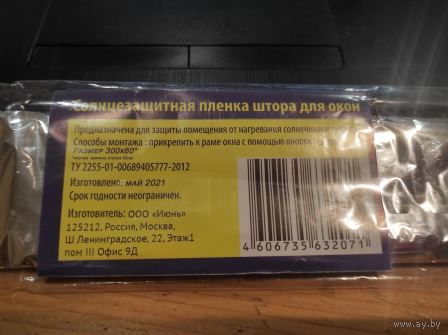 Солнцезащитная пленка штора для окон
Предназначена для защиты помещения от нагревания солнечными
Способы монтажа: прикрепить к раме окна с помощью кнопок
РАЗМЕР 300х60*
ТУ 2255-01-00689405777-2012
Изготовлено: МАЙ 2021
Срок годности неограничен.
Изготовитель: ООО «Июнь»
125212, Россия, Москва,
Ш Ленинградское, 22, Этаж1
пом III Офис 9Д
4 606735 632071
www.ay.by